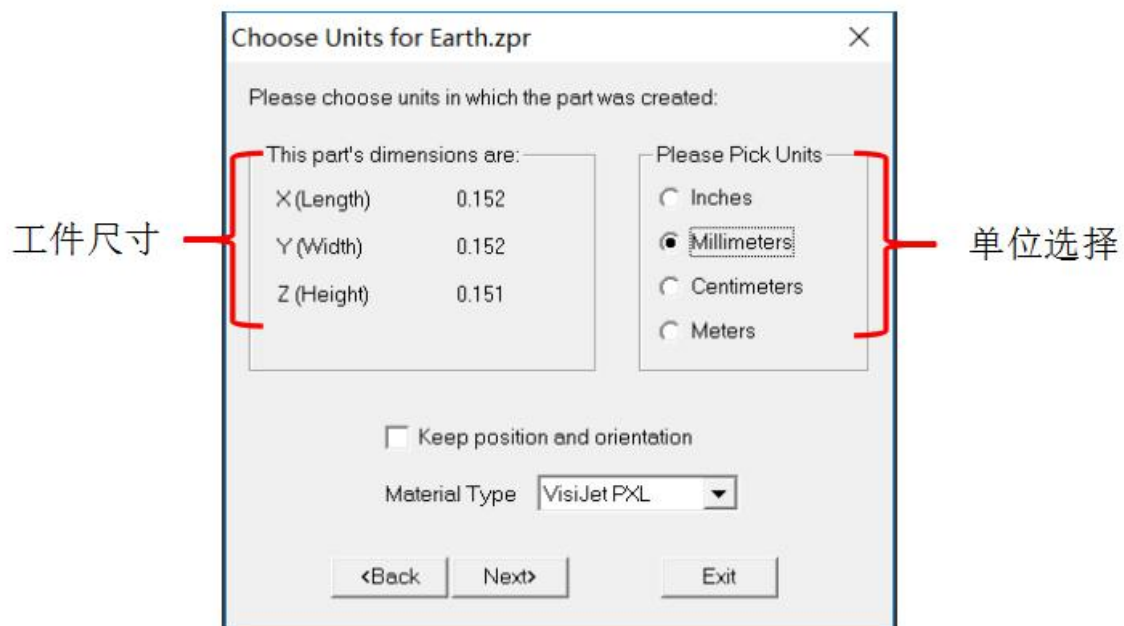 Choose Units for Earth.zpr
Please choose units in which the part was created:
This part's dimensions are:
X (Length) 0.152
Y (Width) 0.152
Z (Height) 0.151
工件尺寸
Please Pick Units
Inches
Millimeters
Centimeters
Meters
单位选择
Keep position and orientation
Material Type VisiJet PXL
<Back Next> Exit